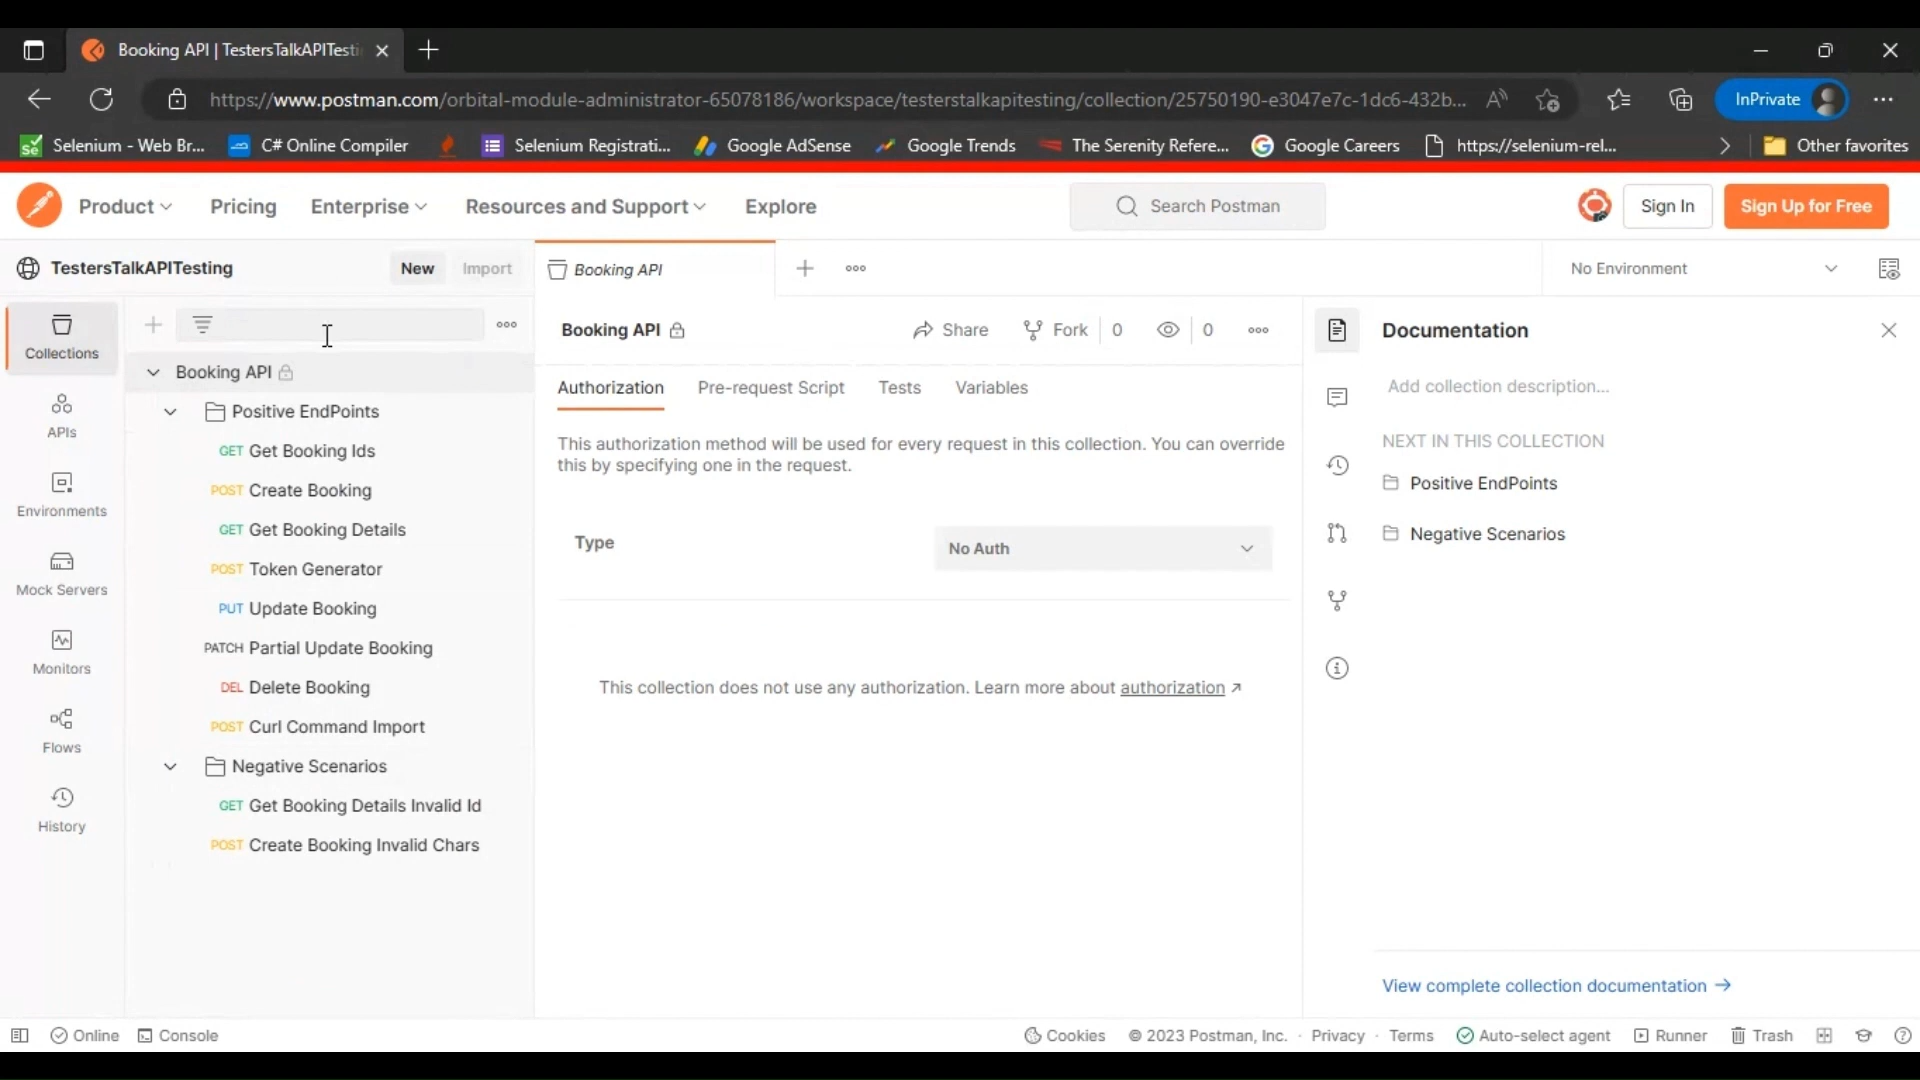 Booking API | TestersTalkAPITesti
https://www.postman.com/orbital-module-administrator-65078186/workspace/testerstalkapitesting/collection/25750190-e3047e7c-1dc6-432b...
InPrivate
Selenium - Web Br...
C# Online Compiler
Selenium Registrati...
Google AdSense
Google Trends
The Serenity Refere...
Google Careers
https://selenium-rel...
Other favorites
Product
Pricing
Enterprise
Resources and Support
Explore
Search Postman
Sign In
Sign Up for Free
TestersTalkAPITesting
New
Import
Booking API
No Environment
Collections
APIs
Environments
Mock Servers
Monitors
Flows
History
Booking API
Positive EndPoints
GET Get Booking Ids
POST Create Booking
GET Get Booking Details
POST Token Generator
PUT Update Booking
PATCH Partial Update Booking
DEL Delete Booking
POST Curl Command Import
Negative Scenarios
GET Get Booking Details Invalid Id
POST Create Booking Invalid Chars
Booking API
Share
Fork
0
0
Authorization
Pre-request Script
Tests
Variables
This authorization method will be used for every request in this collection. You can override
this by specifying one in the request.
Type
No Auth
This collection does not use any authorization. Learn more about authorization ↗
Documentation
Add collection description...
NEXT IN THIS COLLECTION
Positive EndPoints
Negative Scenarios
View complete collection documentation →
Online
Console
Cookies
© 2023 Postman, Inc. · Privacy · Terms
Auto-select agent
Runner
Trash